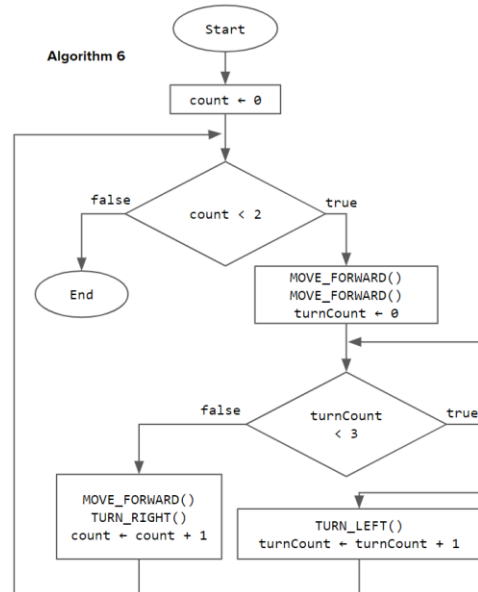 Start
Algorithm 6
count ← 0
false
true
count < 2
End
MOVE_FORWARD()
MOVE_FORWARD()
turnCount ← 0
false
true
turnCount
< 3
MOVE_FORWARD()
TURN_RIGHT()
count ← count + 1
TURN_LEFT()
turnCount ← turnCount + 1